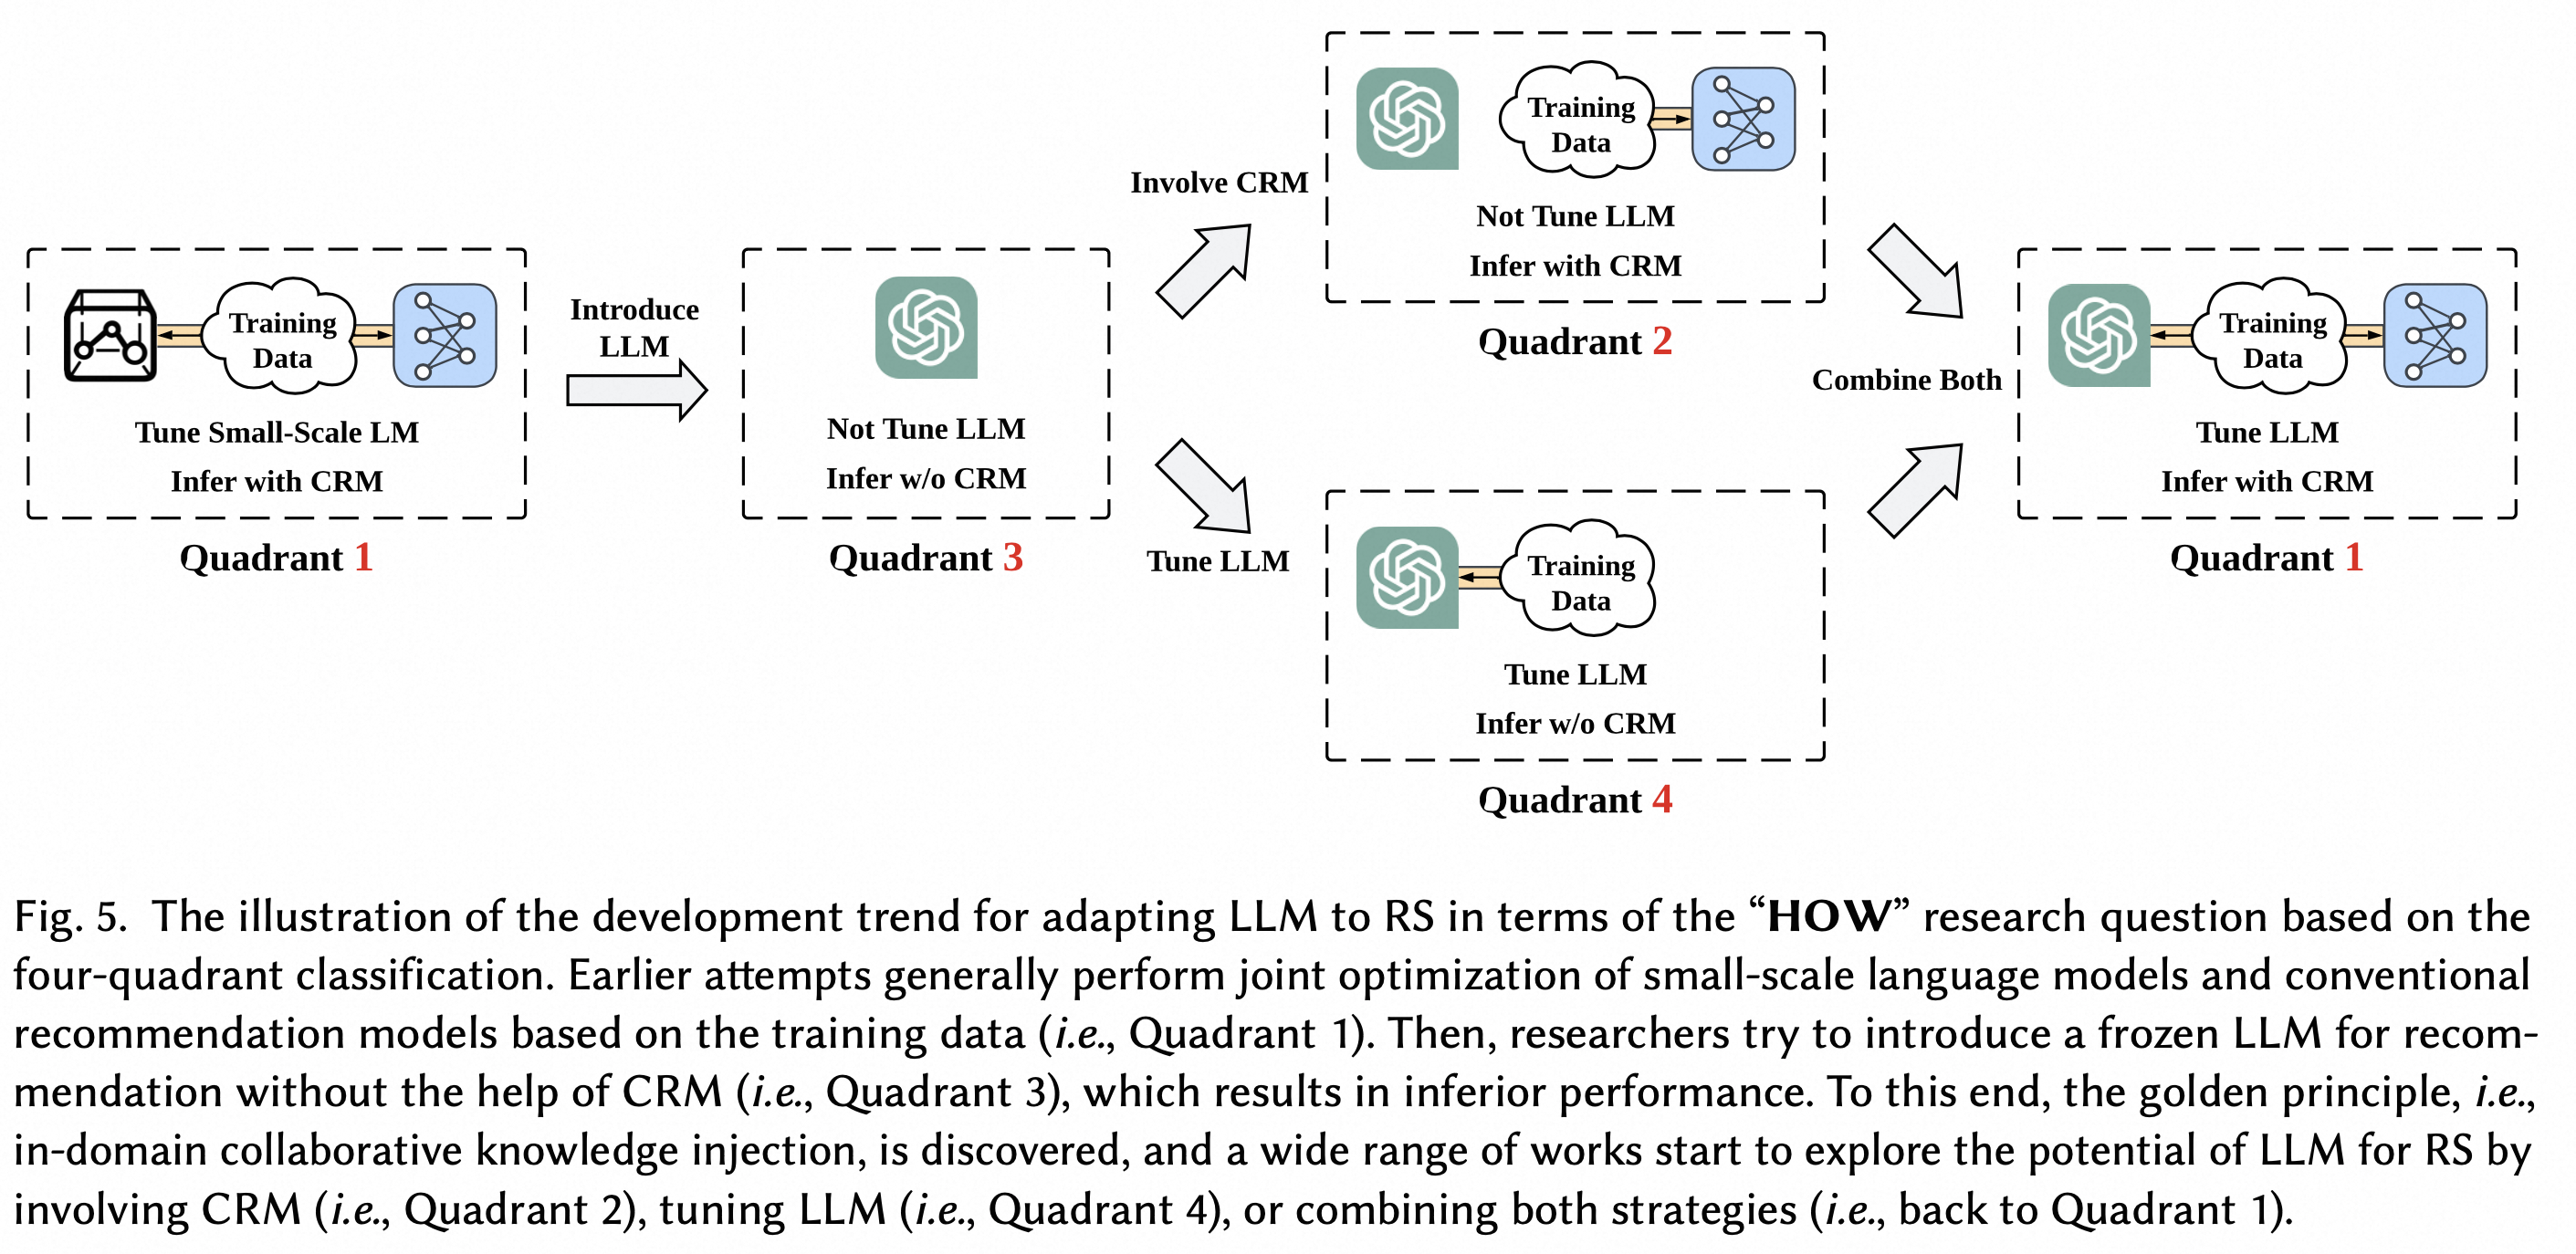 Training
Data
Tune Small-Scale LM
Infer with CRM
Quadrant 1
Introduce
LLM
Not Tune LLM
Infer w/o CRM
Quadrant 3
Involve CRM
Training
Data
Not Tune LLM
Infer with CRM
Quadrant 2
Tune LLM
Training
Data
Tune LLM
Infer w/o CRM
Quadrant 4
Combine Both
Training
Data
Tune LLM
Infer with CRM
Quadrant 1
Fig. 5. The illustration of the development trend for adapting LLM to RS in terms of the “HOW” research question based on the
four-quadrant classification. Earlier attempts generally perform joint optimization of small-scale language models and conventional
recommendation models based on the training data (i.e., Quadrant 1). Then, researchers try to introduce a frozen LLM for recom-
mendation without the help of CRM (i.e., Quadrant 3), which results in inferior performance. To this end, the golden principle, i.e.,
in-domain collaborative knowledge injection, is discovered, and a wide range of works start to explore the potential of LLM for RS by
involving CRM (i.e., Quadrant 2), tuning LLM (i.e., Quadrant 4), or combining both strategies (i.e., back to Quadrant 1).